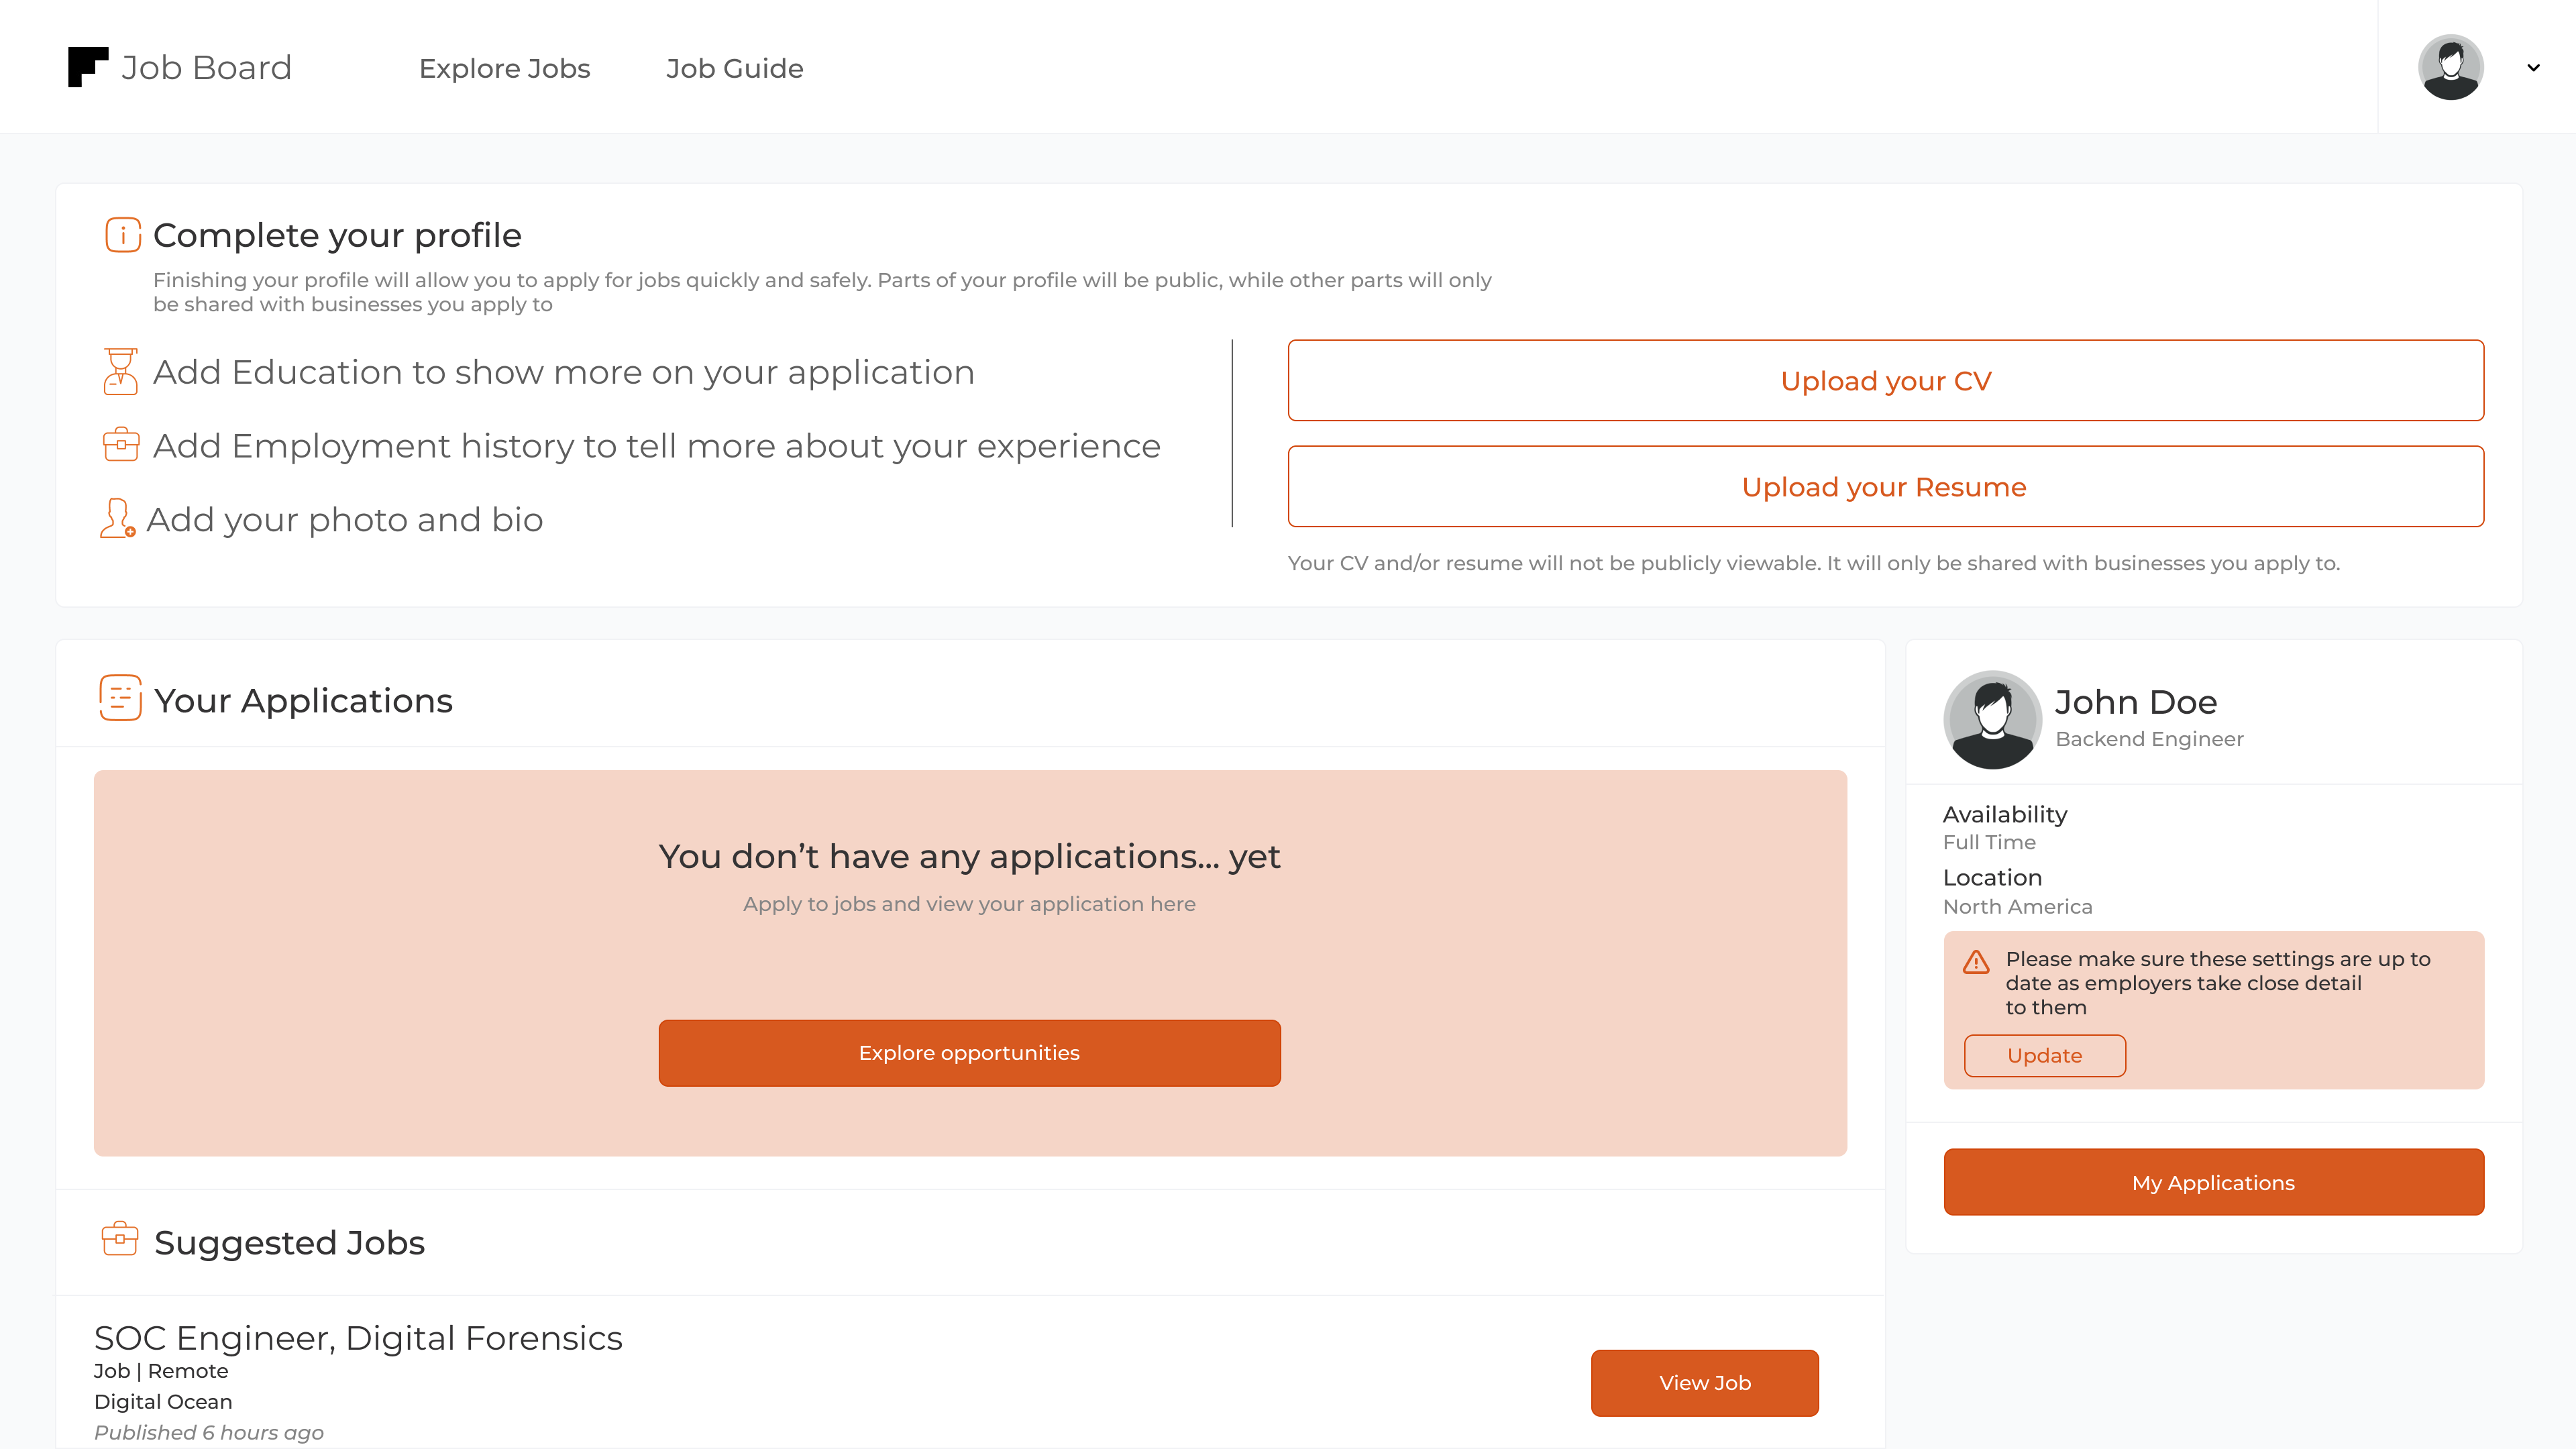 Job Board
Explore Jobs
Job Guide
Complete your profile
Finishing your profile will allow you to apply for jobs quickly and safely. Parts of your profile will be public, while other parts will only
be shared with businesses you apply to
Add Education to show more on your application
Add Employment history to tell more about your experience
Add your photo and bio
Upload your CV
Upload your Resume
Your CV and/or resume will not be publicly viewable. It will only be shared with businesses you apply to.
Your Applications
You don’t have any applications... yet
Apply to jobs and view your application here
Explore opportunities
Suggested Jobs
SOC Engineer, Digital Forensics
Job | Remote
Digital Ocean
Published 6 hours ago
View Job
John Doe
Backend Engineer
Availability
Full Time
Location
North America
Please make sure these settings are up to
date as employers take close detail
to them
Update
My Applications